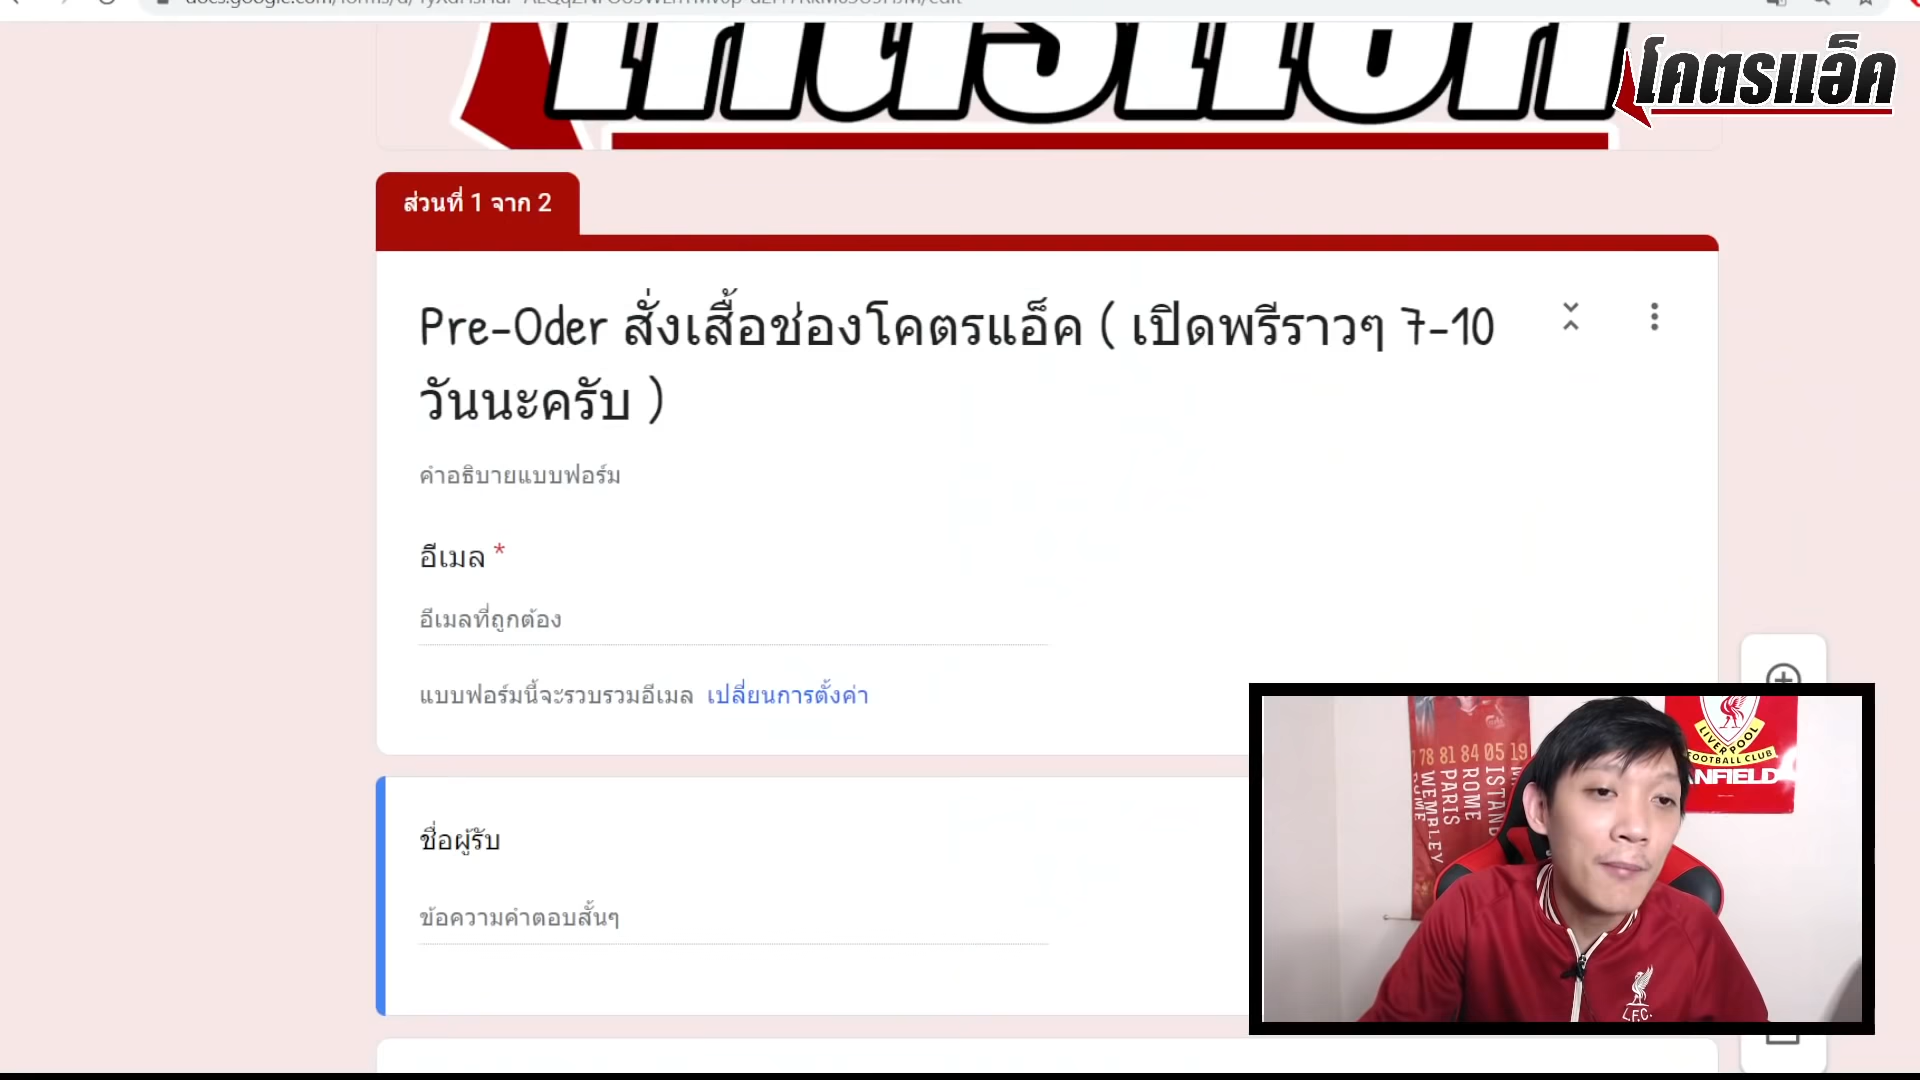 โคตรแอ็ค
ส่วนที่ 1 จาก 2
Pre-Oder สั่งเสื้อช่องโคตรแอ็ค ( เปิดพรีราวๆ 7-10
วันนะครับ )
คำอธิบายแบบฟอร์ม
อีเมล *
อีเมลที่ถูกต้อง
แบบฟอร์มนี้จะรวบรวมอีเมล เปลี่ยนการตั้งค่า
ชื่อผู้รับ
ข้อความคำตอบสั้นๆ
78 81 84 05 19
ROME
PARIS
WEMBLEY
LIVERPOOL
FOOTBALL CLUB
ANFIELD
L.F.C.